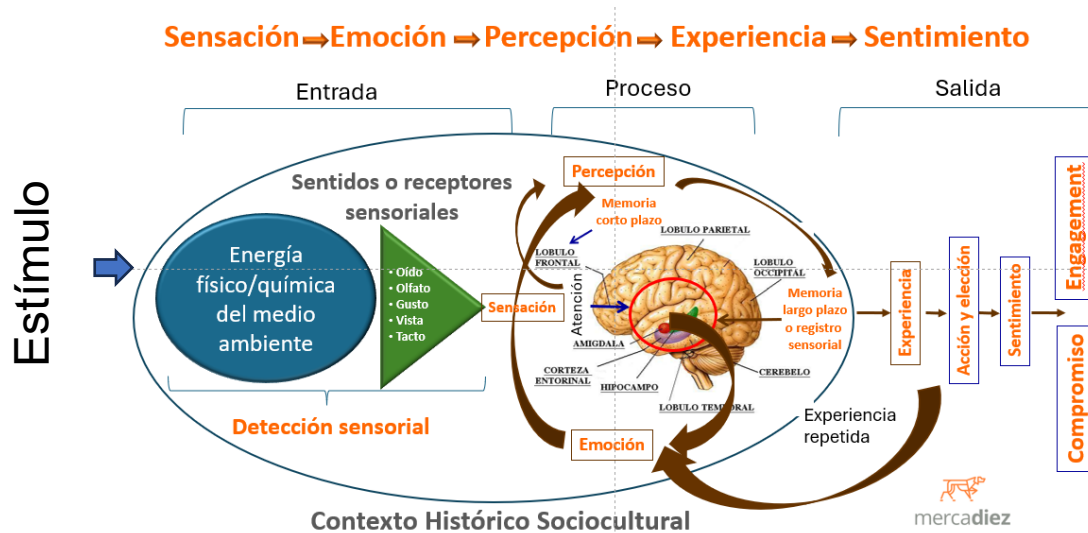 Sensación Emoción Percepción Experiencia Sentimiento
Entrada
Proceso
Salida
Estímulo
Energía
físico/química
del medio
ambiente
Sentidos o receptores
sensoriales
• Oído
• Olfato
• Gusto
• Vista
• Tacto
Detección sensorial
Sensación
Percepción
Memoria
corto plazo
Atención
LOBULO
FRONTAL
LOBULO PARIETAL
LOBULO
OCCIPITAL
AMIGDALA
CORTEZA
ENTORINAL
HIPOCAMPO
LOBULO TEMPORAL
CEREBELO
Memoria
largo plazo
o registro
sensorial
Emoción
Experiencia
repetida
Experiencia
Acción y elección
Sentimiento
Engagement
Compromiso
Contexto Histórico Sociocultural
mercadiez